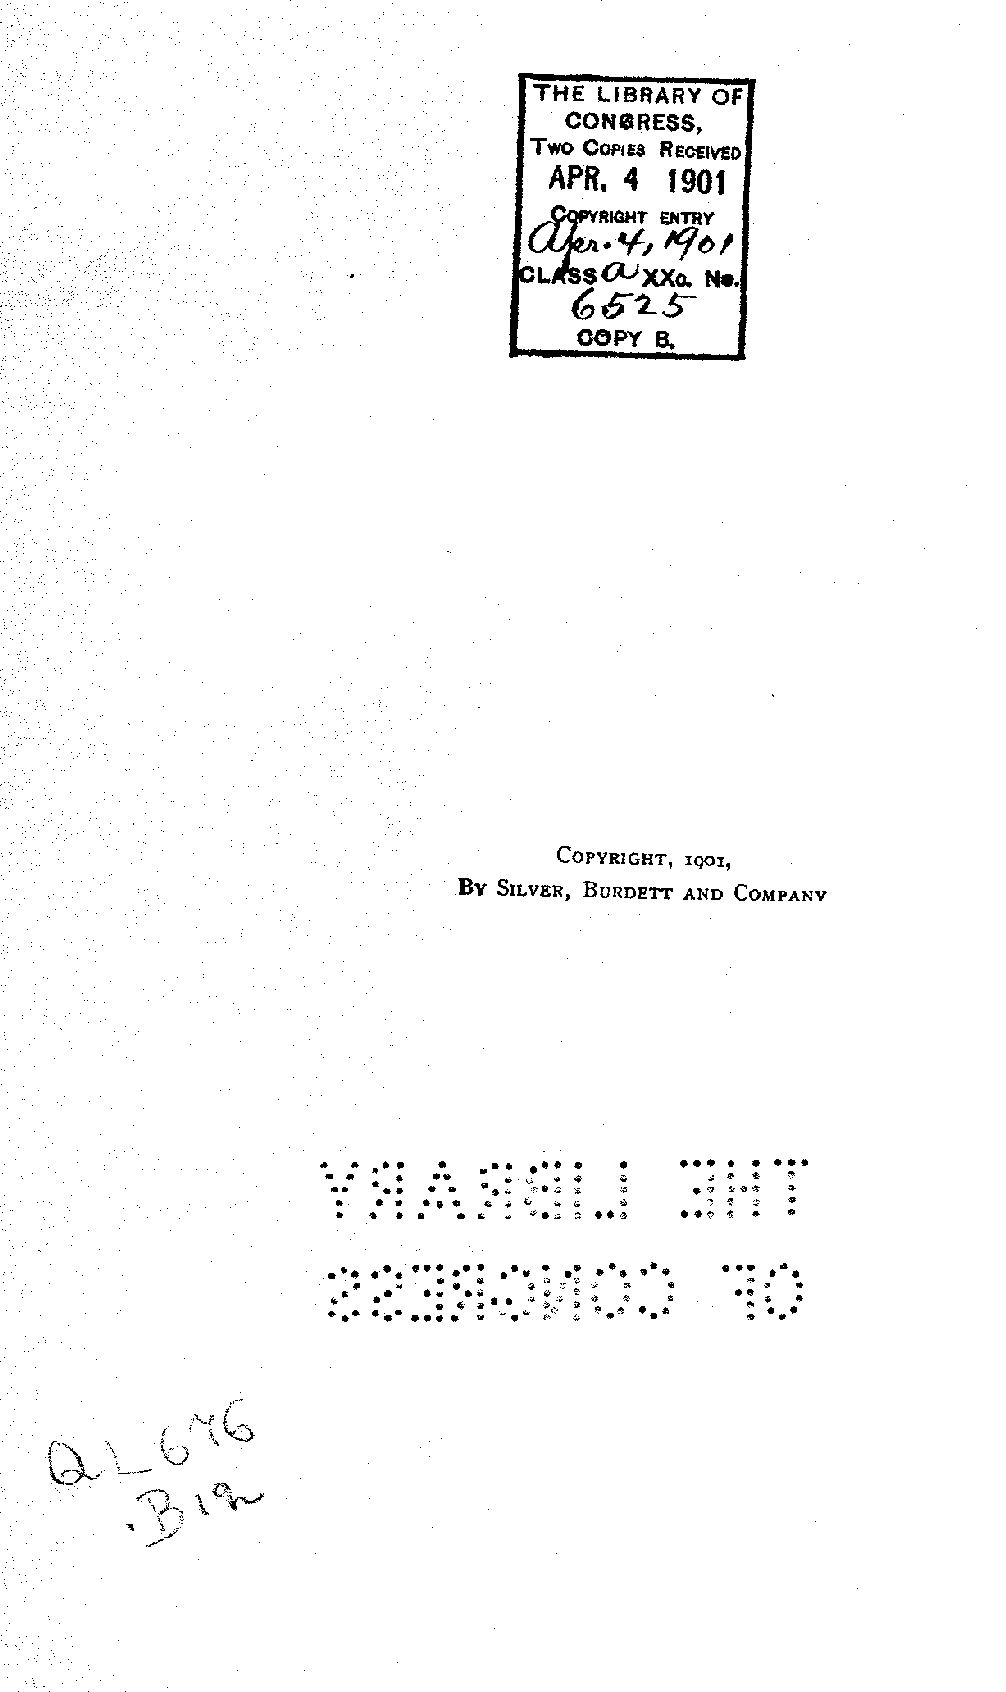 THE LIBRARY OF
CONGRESS,
TWO COPIES RECEIVED
APR. 4 1901
COPYRIGHT ENTRY
Apr. 4, 1901
CLASS a XXc. No.
6525
COPY B.
COPYRIGHT, 1901,
BY SILVER, BURDETT AND COMPANY
THE LIBRARY
OF CONGRESS
QL676